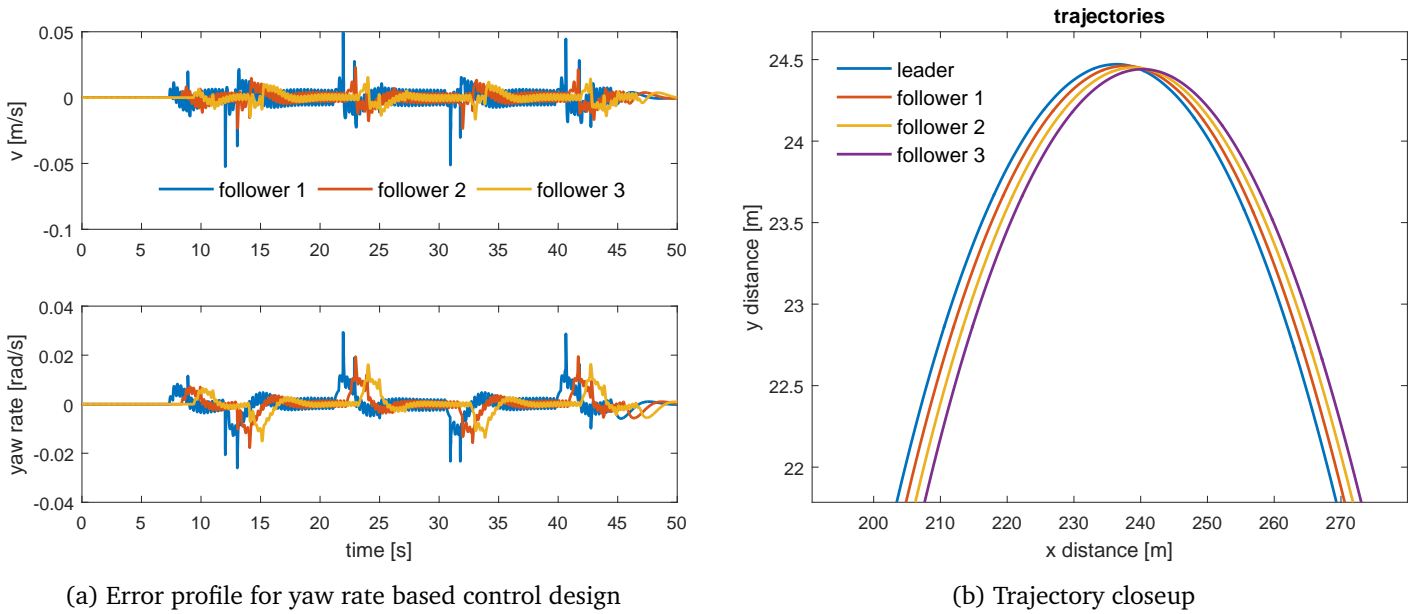 0.05
0
-0.05
-0.1
v [m/s]
follower 1 follower 2 follower 3
0 5 10 15 20 25 30 35 40 45 50
0.04
0.02
0
-0.02
-0.04
yaw rate [rad/s]
0 5 10 15 20 25 30 35 40 45 50
time [s]
(a) Error profile for yaw rate based control design
trajectories
24.5
24
23.5
23
22.5
22
y distance [m]
leader
follower 1
follower 2
follower 3
200 210 220 230 240 250 260 270
x distance [m]
(b) Trajectory closeup